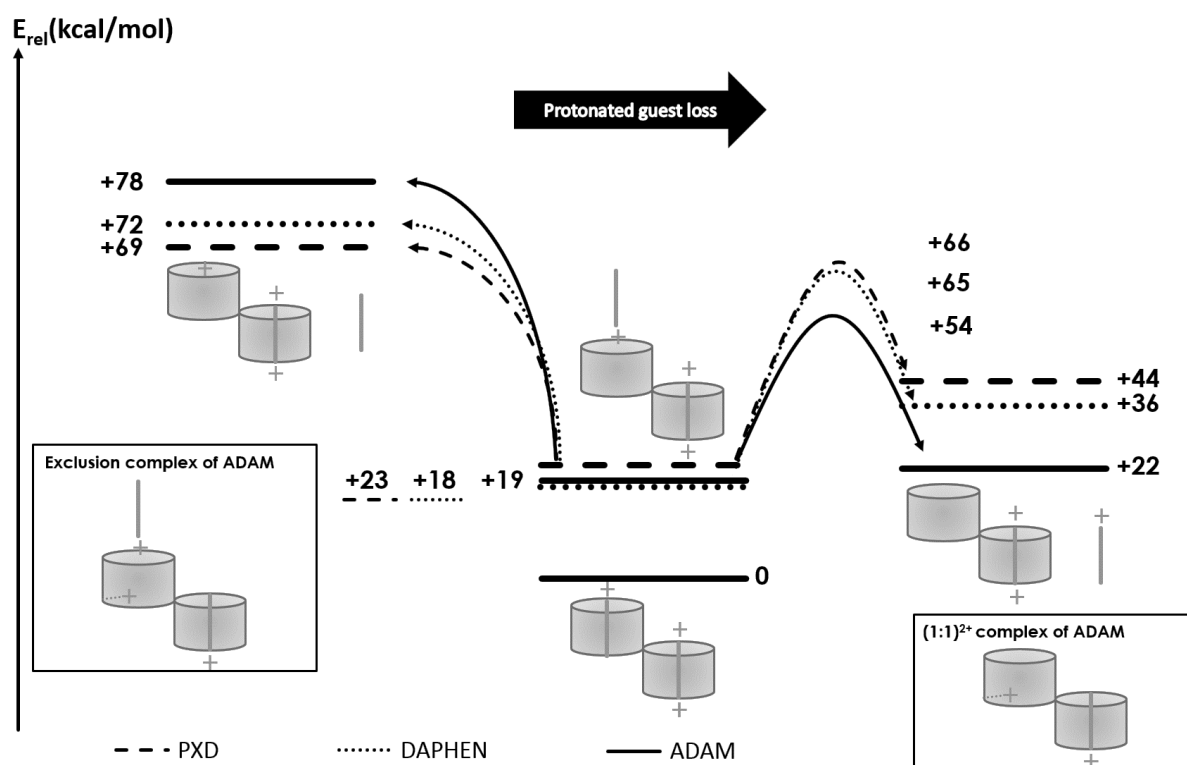 E_rel(kcal/mol)
Protonated guest loss
+78
+72
+69
+66
+65
+54
+44
+36
+22
+23 +18 +19
0
Exclusion complex of ADAM
(1:1)²⁺ complex of ADAM
PXD DAPHEN ADAM